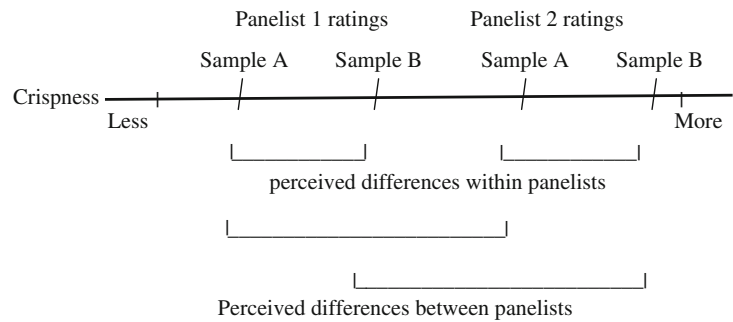 Panelist 1 ratings Panelist 2 ratings
Sample A Sample B Sample A Sample B
Crispness
Less More
perceived differences within panelists
Perceived differences between panelists